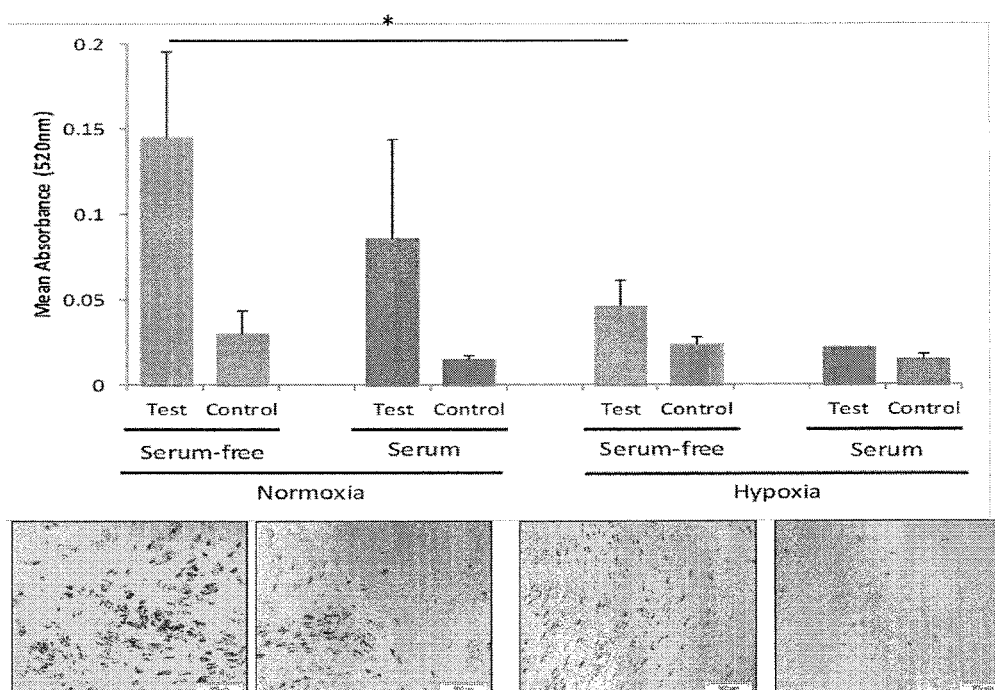 *
0.2
0.15
0.1
0.05
0
Mean Absorbance (520nm)
Test Control Test Control Test Control Test Control
Serum-free Serum Serum-free Serum
Normoxia Hypoxia